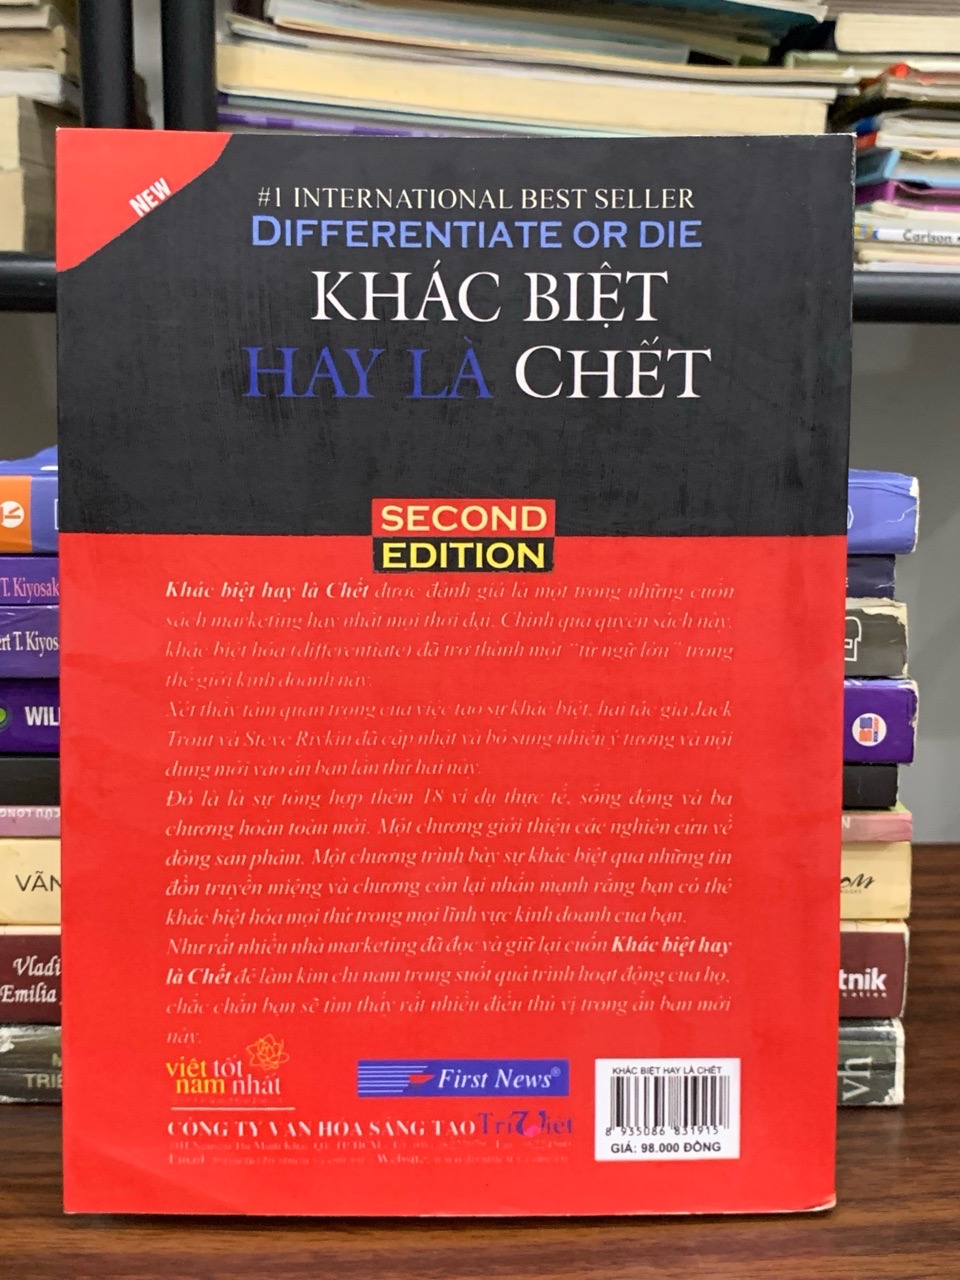 Carlson
NEW
#1 INTERNATIONAL BEST SELLER
DIFFERENTIATE OR DIE
KHÁC BIỆT
HAY LÀ CHẾT
SECOND
EDITION
Khác biệt hay là Chết được đánh giá là một trong những cuốn
sách marketing hay nhất mọi thời đại. Chính qua quyển sách này,
khác biệt hóa (differentiate) đã trở thành một "từ ngữ lớn" trong
thế giới kinh doanh này.
Xét thấy tầm quan trọng của việc tạo sự khác biệt, hai tác giả Jack
Trout và Steve Rivkin đã cập nhật và bổ sung nhiều ý tưởng và nội
dung mới vào ấn bản lần thứ hai này.
Đó là là sự tổng hợp thêm 18 ví dụ thực tế, sống động và ba
chương hoàn toàn mới. Một chương giới thiệu các nghiên cứu về
dòng sản phẩm. Một chương trình bày sự khác biệt qua những tin
đồn truyền miệng và chương còn lại nhấn mạnh rằng bạn có thể
khác biệt hóa mọi thứ trong mọi lĩnh vực kinh doanh của bạn.
Như rất nhiều nhà marketing đã đọc và giữ lại cuốn Khác biệt hay
là Chết để làm kim chỉ nam trong suốt quá trình hoạt động của họ,
chắc chắn bạn sẽ tìm thấy rất nhiều điều thú vị trong ấn bản mới
này.
việt tốt
nam nhất
First News®
CÔNG TY VĂN HÓA SÁNG TẠO Trí Việt
KHÁC BIỆT HAY LÀ CHẾT
8 935086 831915
GIÁ: 98.000 ĐỒNG
T. Kiyosak
ert T. Kiyos
WIL
VĂN
Vladi
Emilia
TRIẾ
tnik
vh